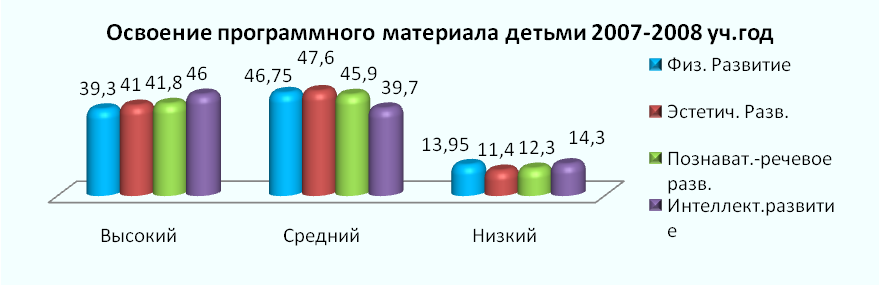 Освоение программного материала детьми 2007-2008 уч.год
39,3 41 41,8 46
46,75 47,6 45,9 39,7
13,95 11,4 12,3 14,3
Высокий Средний Низкий
Физ. Развитие
Эстетич. Разв.
Познават.-речевое
разв.
Интеллект.развити
е